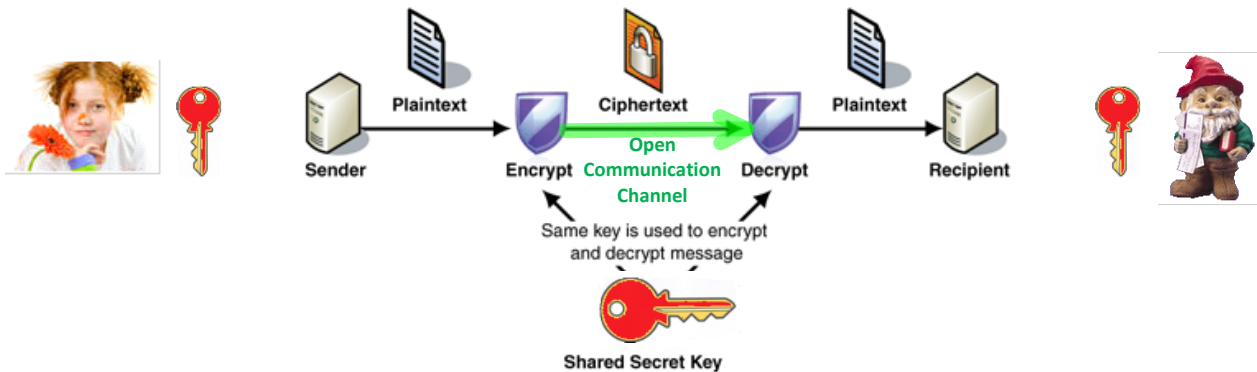 Plaintext
Ciphertext
Plaintext
Sender
Encrypt
Open
Communication
Channel
Decrypt
Recipient
Same key is used to encrypt
and decrypt message
Shared Secret Key